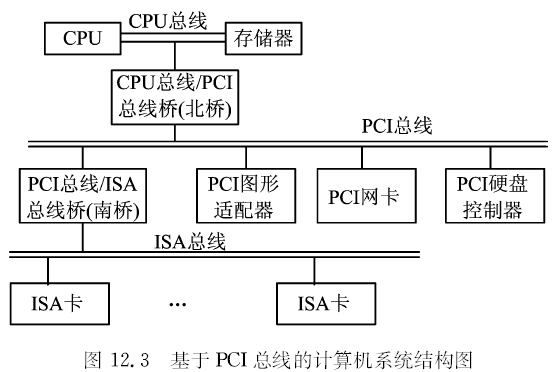 CPU总线
CPU
存储器
CPU总线/PCI
总线桥(北桥)
PCI总线
PCI总线/ISA
总线桥(南桥)
PCI图形
适配器
PCI网卡
PCI硬盘
控制器
ISA总线
ISA卡
…
ISA卡
图 12.3 基于 PCI 总线的计算机系统结构图